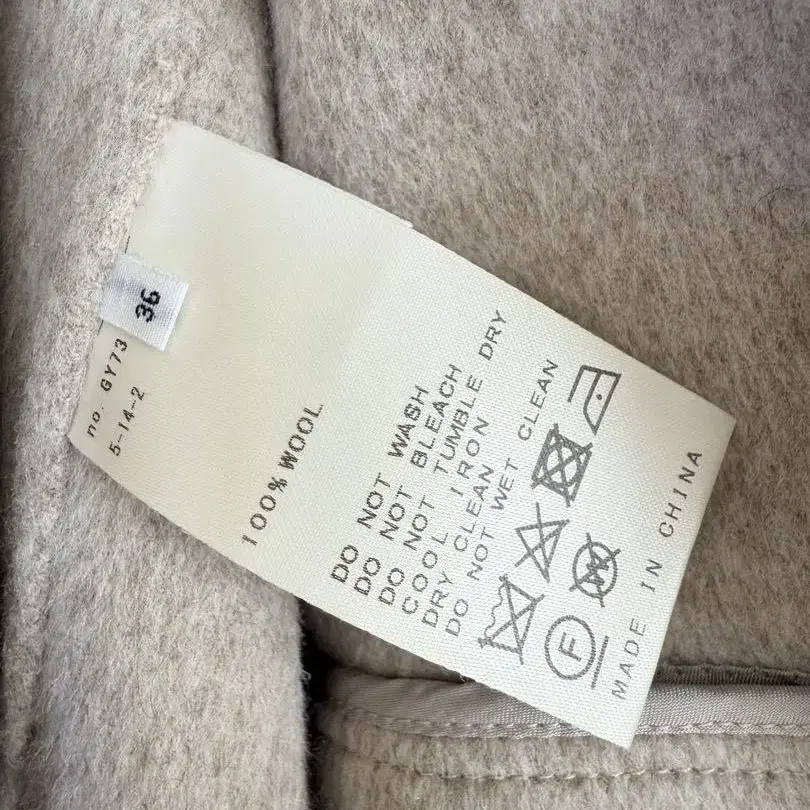 36
no. GY73
5-14-2
100%WOOL
DO NOT WASH
DO NOT BLEACH
DO NOT TUMBLE DRY
COOL IRON
DRY CLEAN
DO NOT WET CLEAN
F
W
MADE IN CHINA